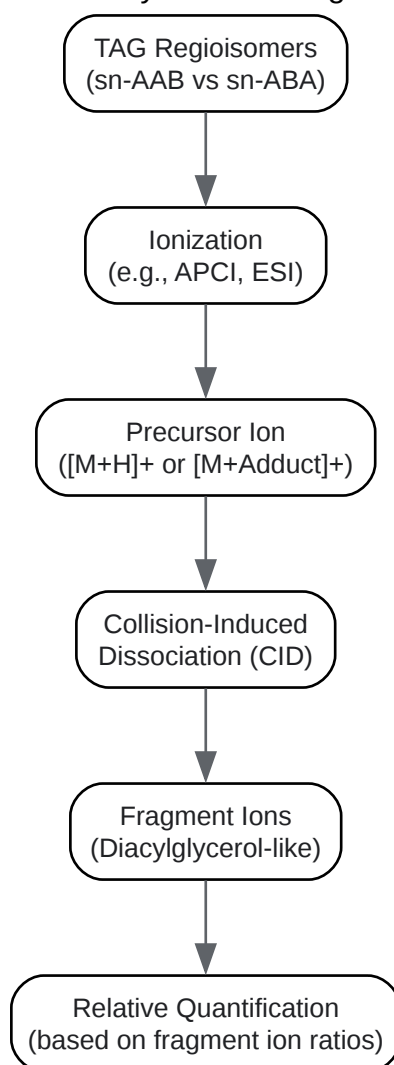 TAG Regioisomers
(sn-AAB vs sn-ABA)
Ionization
(e.g., APCI, ESI)
Precursor Ion
([M+H]+ or [M+Adduct]+)
Collision-Induced
Dissociation (CID)
Fragment Ions
(Diacylglycerol-like)
Relative Quantification
(based on fragment ion ratios)